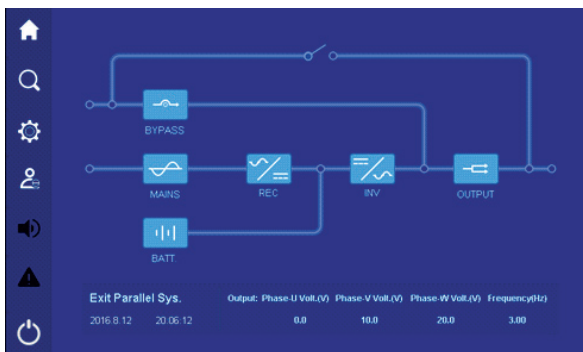 BYPASS
MAINS
REC
INV
OUTPUT
BATT.
Exit Parallel Sys.
Output: Phase-U Volt.(V) Phase-V Volt.(V) Phase-W Volt.(V) Frequency(Hz)
2016.8.12 20:06:12
0.0 10.0 20.0 3.00